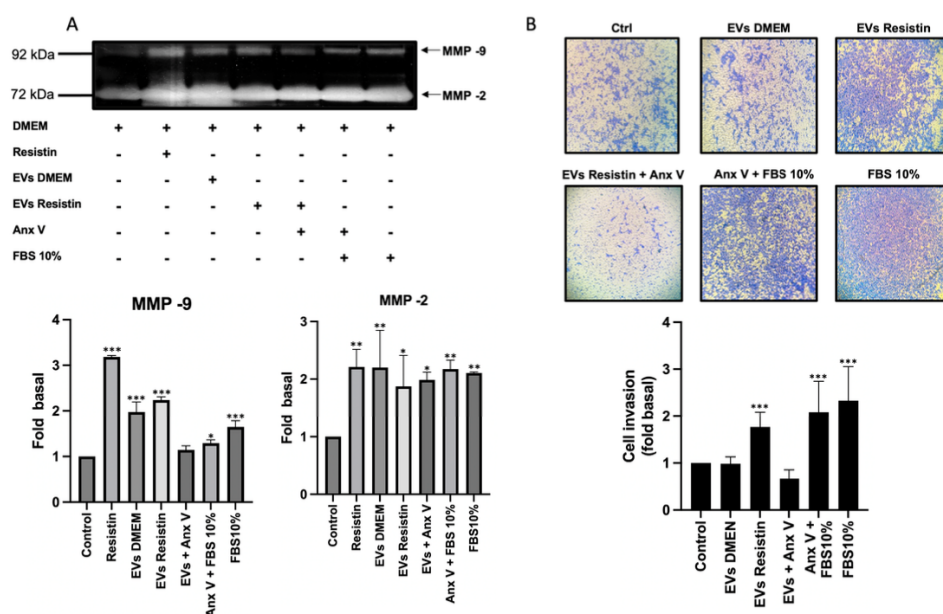 A
92 kDa
MMP -9
72 kDa
MMP -2
DMEM + + + + + + +
Resistin - + - - - - -
EVs DMEM - - + - - - -
EVs Resistin - - - + + - -
Anx V - - - - + + -
FBS 10% - - - - - + +
MMP -9
Fold basal
4
3
2
1
0
***
***
***
*
***
Control
Resistin
EVs DMEM
EVs Resistin
EVs + Anx V
Anx V + FBS 10%
FBS10%
MMP -2
Fold basal
3
2
1
0
**
**
*
*
**
**
Control
Resistin
EVs DMEM
EVs Resistin
EVs + Anx V
Anx V + FBS 10%
FBS10%
B
Ctrl
EVs DMEM
EVs Resistin
EVs Resistin + Anx V
Anx V + FBS 10%
FBS 10%
Cell invasion
(fold basal)
4
3
2
1
0
***
***
***
Control
EVs DMEN
EVs Resistin
EVs + Anx V
Anx V +
FBS10%
FBS 10%